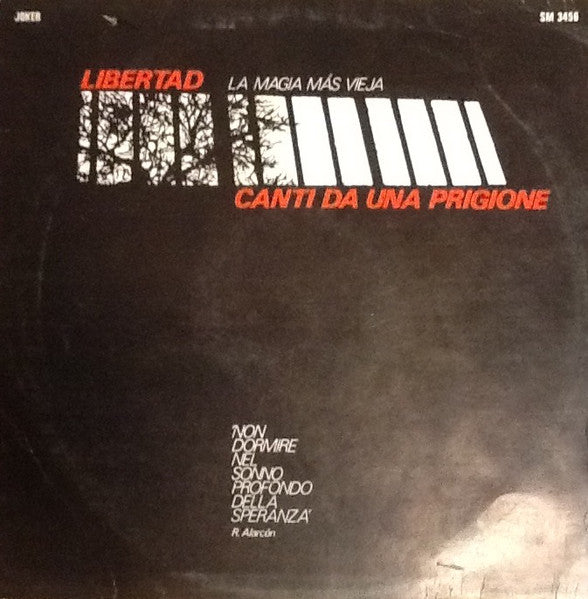 JOKER
SM 3450
LIBERTAD
LA MAGIA MÁS VIEJA
CANTI DA UNA PRIGIONE
'NON
DORMIRE
NEL
SONNO
PROFONDO
DELLA
SPERANZA'
R. Alarcón